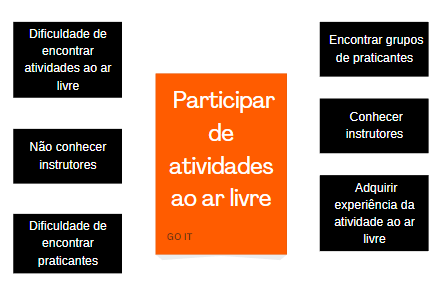 Dificuldade de
encontrar
atividades ao ar
livre
Não conhecer
instrutores
Dificuldade de
encontrar
praticantes
Participar
de
atividades
ao ar livre
GO IT
Encontrar grupos
de praticantes
Conhecer
instrutores
Adquirir
experiência da
atividade ao ar
livre